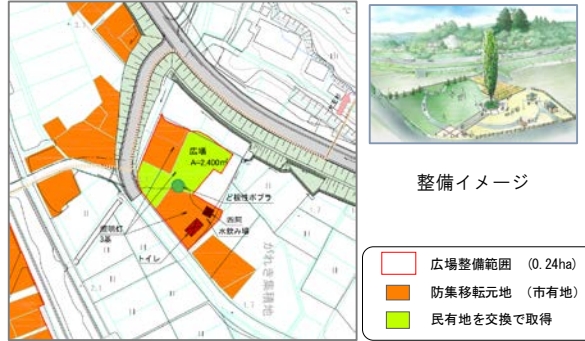 広場
A=2,400㎡
ど根性ポプラ
四阿
水飲み場
照明灯
3基
トイレ
がれき集積地
整備イメージ
広場整備範囲 (0.24ha)
防集移転元地 (市有地)
民有地を交換で取得